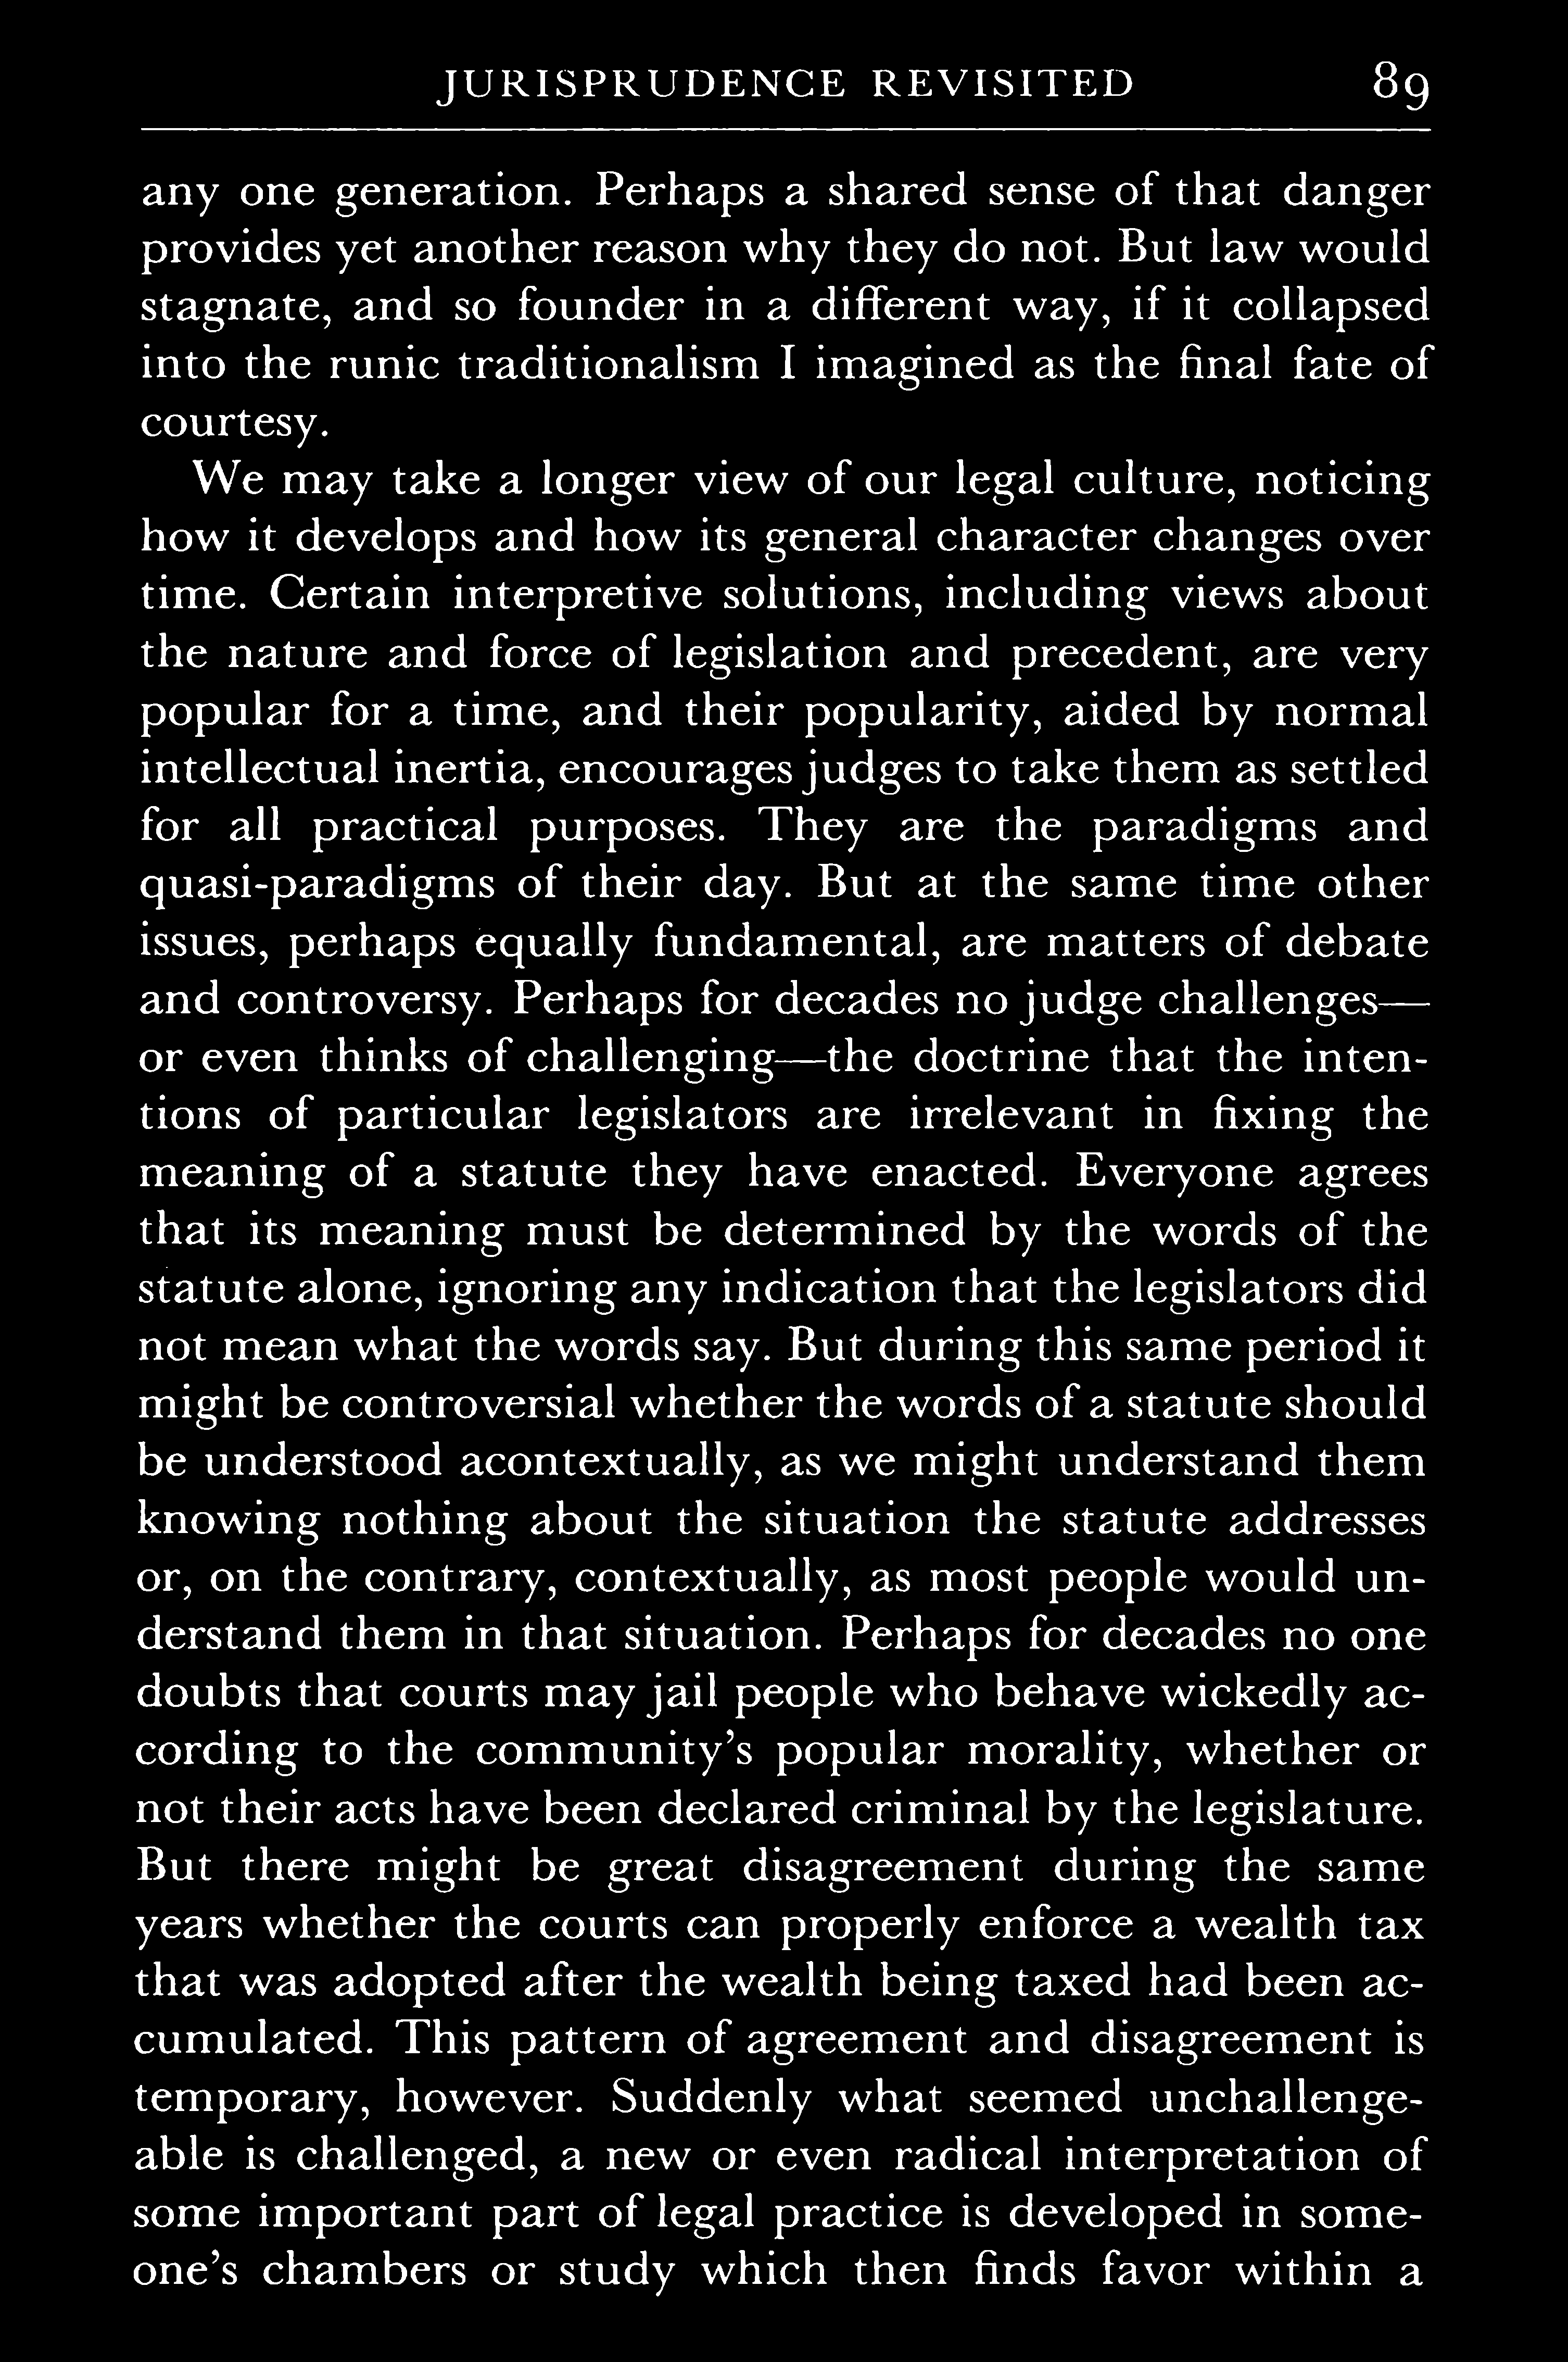 JURISPRUDENCE REVISITED 89
any one generation. Perhaps a shared sense of that danger
provides yet another reason why they do not. But law would
stagnate, and so founder in a different way, if it collapsed
into the runic traditionalism I imagined as the final fate of
courtesy.
We may take a longer view of our legal culture, noticing
how it develops and how its general character changes over
time. Certain interpretive solutions, including views about
the nature and force of legislation and precedent, are very
popular for a time, and their popularity, aided by normal
intellectual inertia, encourages judges to take them as settled
for all practical purposes. They are the paradigms and
quasi-paradigms of their day. But at the same time other
issues, perhaps equally fundamental, are matters of debate
and controversy. Perhaps for decades no judge challenges—
or even thinks of challenging—the doctrine that the inten-
tions of particular legislators are irrelevant in fixing the
meaning of a statute they have enacted. Everyone agrees
that its meaning must be determined by the words of the
statute alone, ignoring any indication that the legislators did
not mean what the words say. But during this same period it
might be controversial whether the words of a statute should
be understood acontextually, as we might understand them
knowing nothing about the situation the statute addresses
or, on the contrary, contextually, as most people would un-
derstand them in that situation. Perhaps for decades no one
doubts that courts may jail people who behave wickedly ac-
cording to the community's popular morality, whether or
not their acts have been declared criminal by the legislature.
But there might be great disagreement during the same
years whether the courts can properly enforce a wealth tax
that was adopted after the wealth being taxed had been ac-
cumulated. This pattern of agreement and disagreement is
temporary, however. Suddenly what seemed unchallenge-
able is challenged, a new or even radical interpretation of
some important part of legal practice is developed in some-
one's chambers or study which then finds favor within a